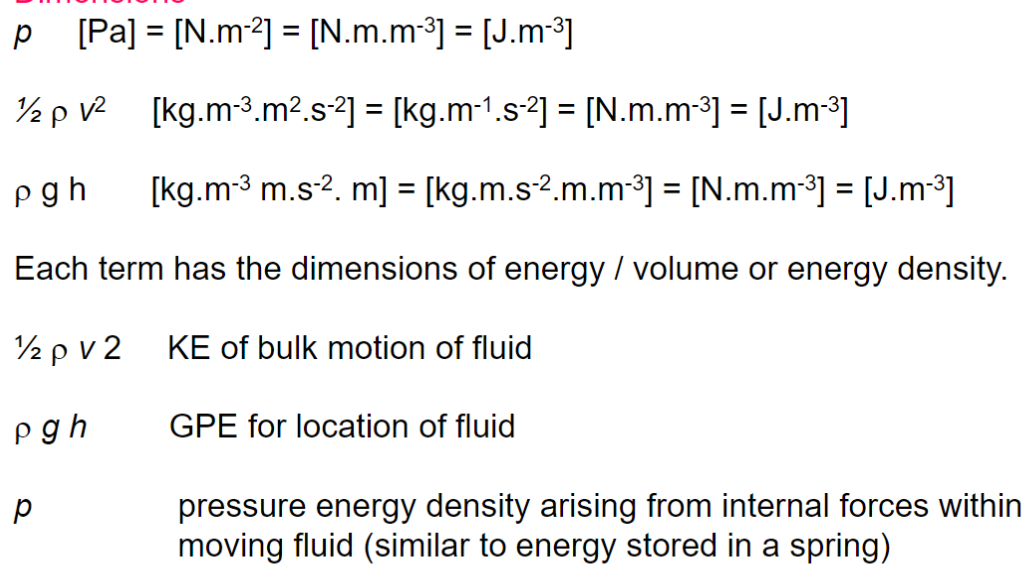 Dimensions
p [Pa] = [N.m⁻²] = [N.m.m⁻³] = [J.m⁻³]
½ ρ v² [kg.m⁻³.m².s⁻²] = [kg.m⁻¹.s⁻²] = [N.m.m⁻³] = [J.m⁻³]
ρ g h [kg.m⁻³ m.s⁻². m] = [kg.m.s⁻².m.m⁻³] = [N.m.m⁻³] = [J.m⁻³]
Each term has the dimensions of energy / volume or energy density.
½ ρ v 2 KE of bulk motion of fluid
ρ g h GPE for location of fluid
p pressure energy density arising from internal forces within
moving fluid (similar to energy stored in a spring)